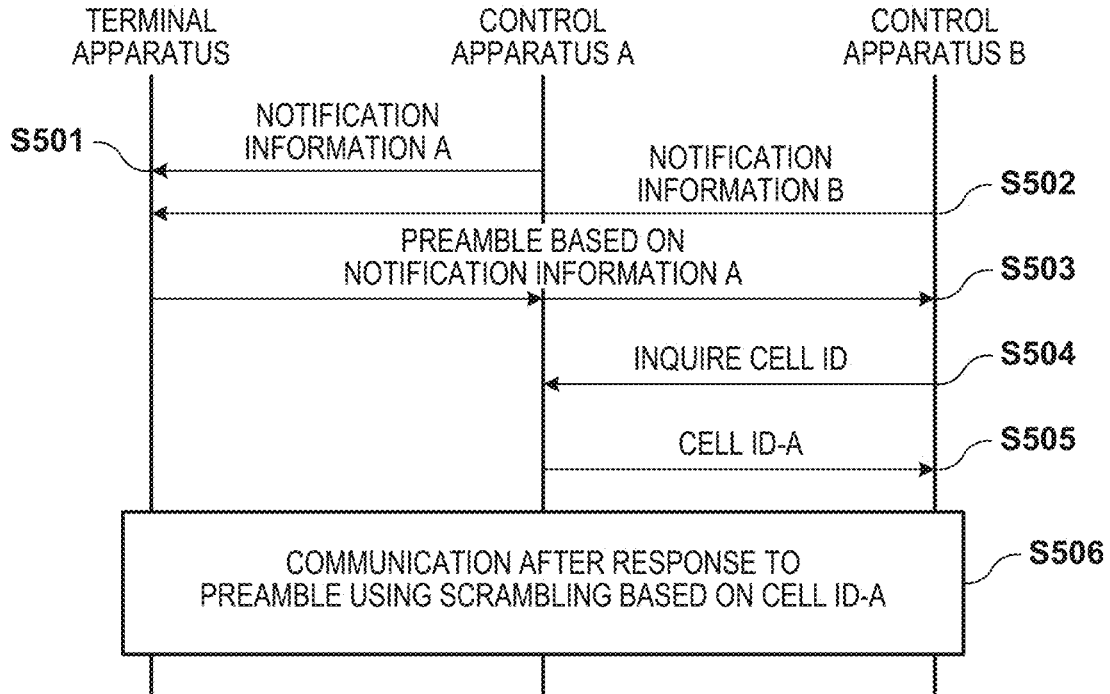 TERMINAL
APPARATUS
CONTROL
APPARATUS A
CONTROL
APPARATUS B
NOTIFICATION
INFORMATION A
S501
NOTIFICATION
INFORMATION B
S502
PREAMBLE BASED ON
NOTIFICATION INFORMATION A
S503
INQUIRE CELL ID
S504
CELL ID-A
S505
COMMUNICATION AFTER RESPONSE TO
PREAMBLE USING SCRAMBLING BASED ON CELL ID-A
S506